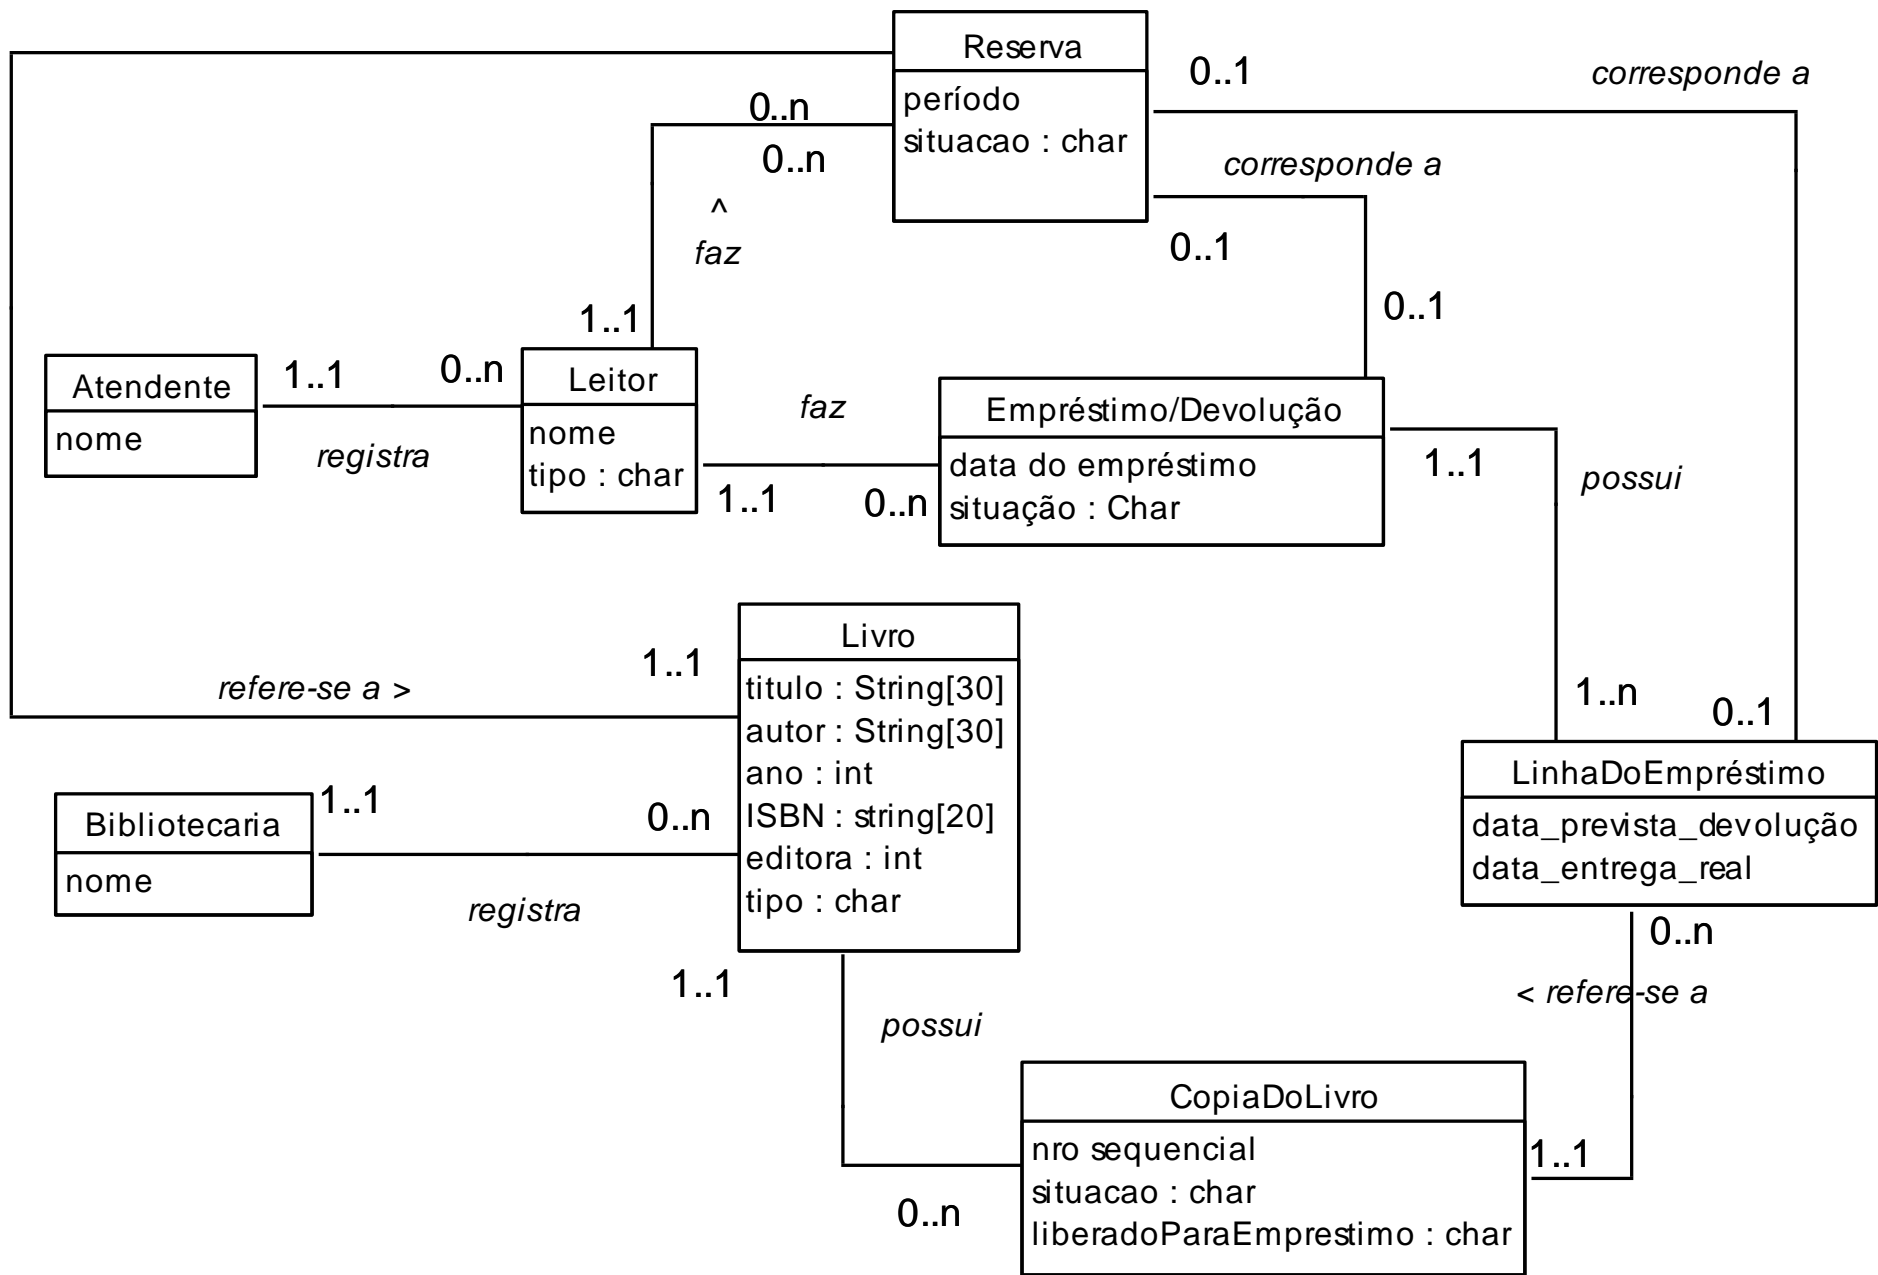 Reserva
período
situacao : char
0..1
corresponde a
0..n
0..n
corresponde a
^
faz
0..1
0..1
1..1
Atendente
nome
1..1
0..n
registra
Leitor
nome
tipo : char
faz
1..1
0..n
Empréstimo/Devolução
data do empréstimo
situação : Char
1..1
possui
1..n
0..1
Livro
titulo : String[30]
autor : String[30]
ano : int
ISBN : string[20]
editora : int
tipo : char
1..1
refere-se a >
Bibliotecaria
nome
1..1
0..n
registra
LinhaDoEmpréstimo
data_prevista_devolução
data_entrega_real
0..n
< refere-se a
1..1
possui
0..n
CopiaDoLivro
nro sequencial
situacao : char
liberadoParaEmprestimo : char
1..1